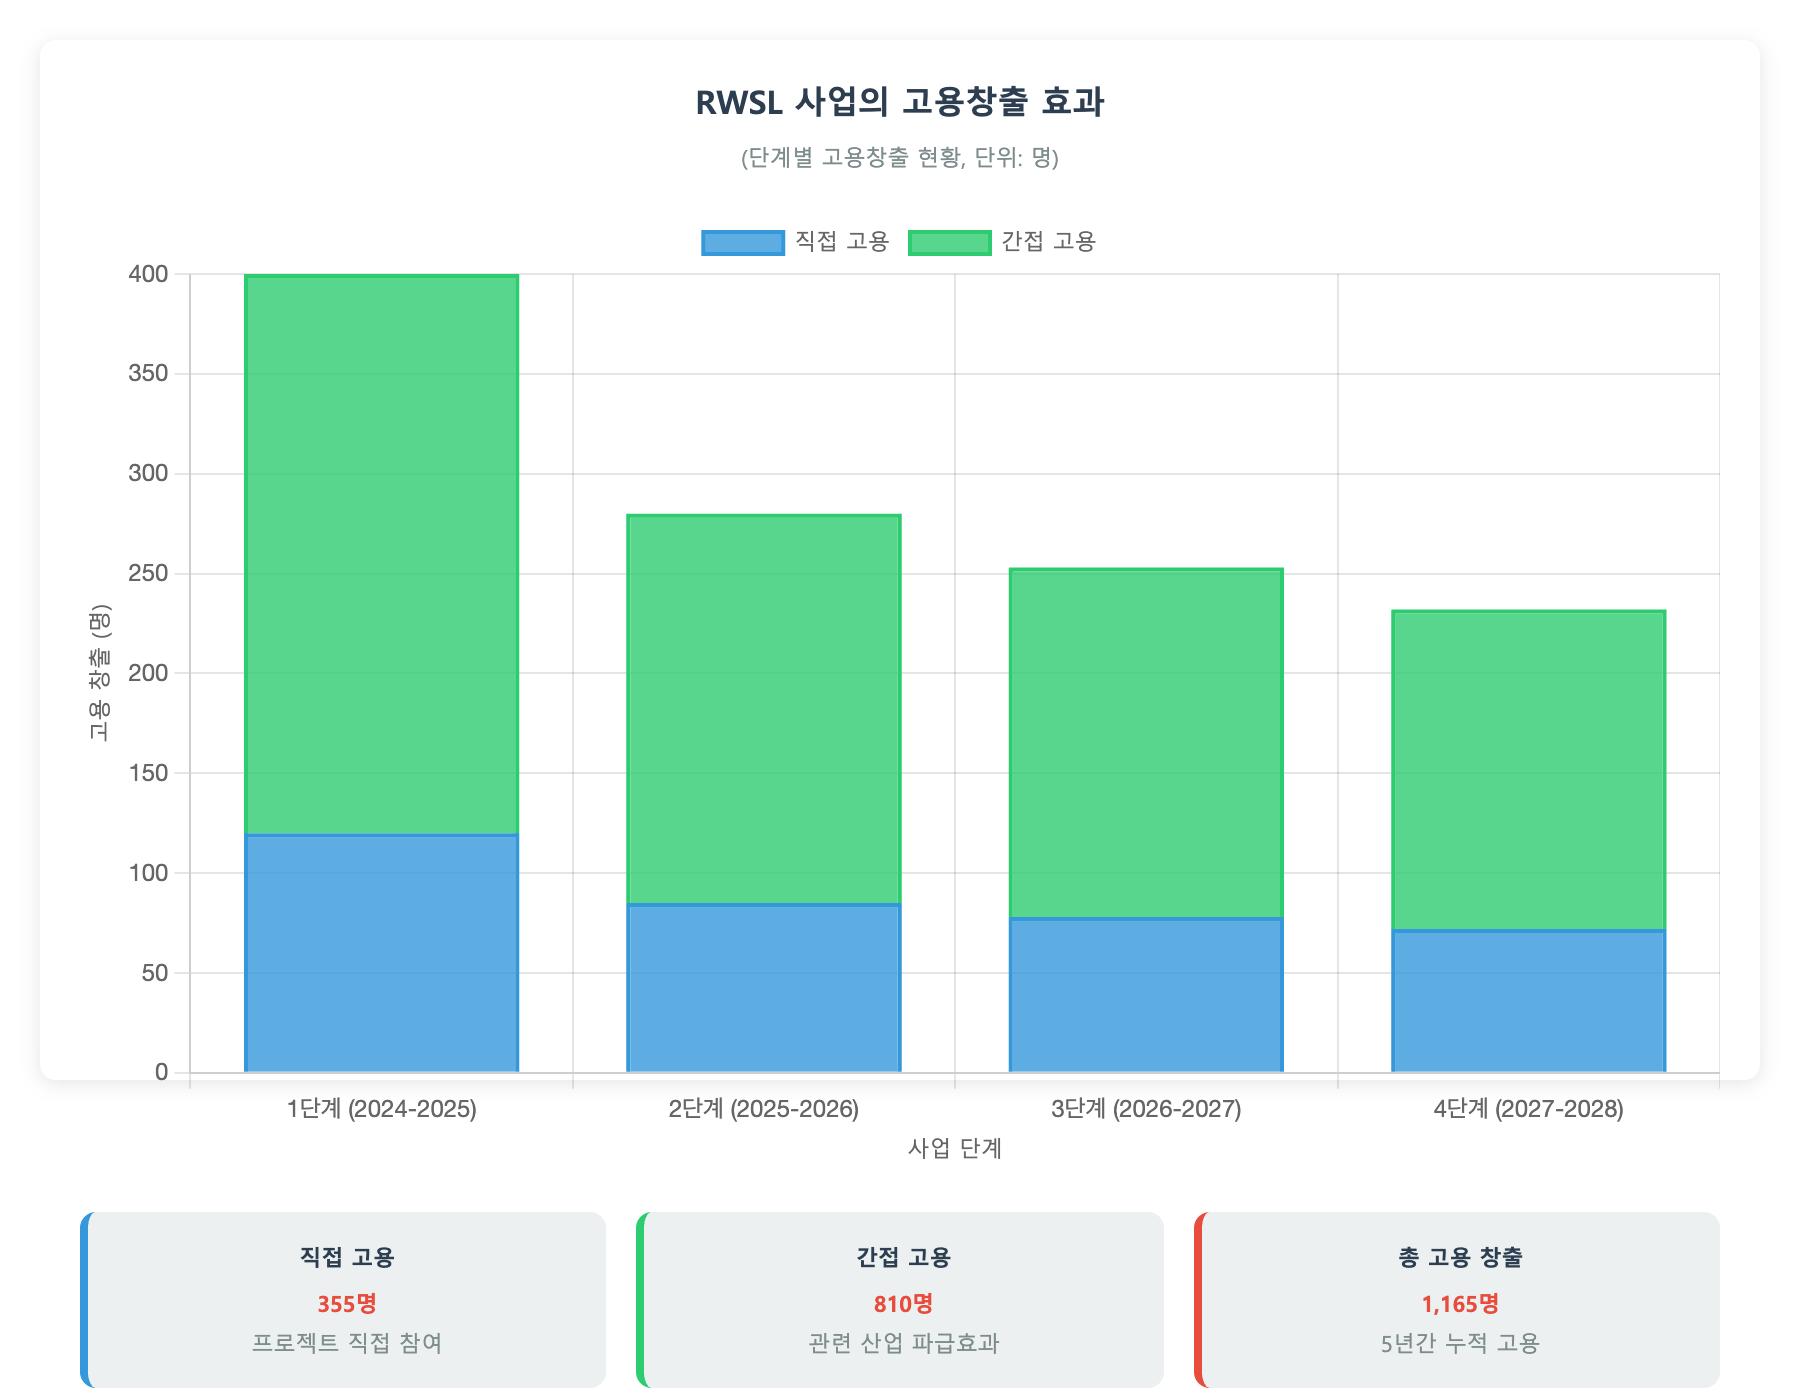 RWSL 사업의 고용창출 효과
(단계별 고용창출 현황, 단위: 명)
직접 고용 간접 고용
400
350
300
250
200
150
100
50
0
고용 창출 (명)
1단계 (2024-2025) 2단계 (2025-2026) 3단계 (2026-2027) 4단계 (2027-2028)
사업 단계
직접 고용
355명
프로젝트 직접 참여
간접 고용
810명
관련 산업 파급효과
총 고용 창출
1,165명
5년간 누적 고용